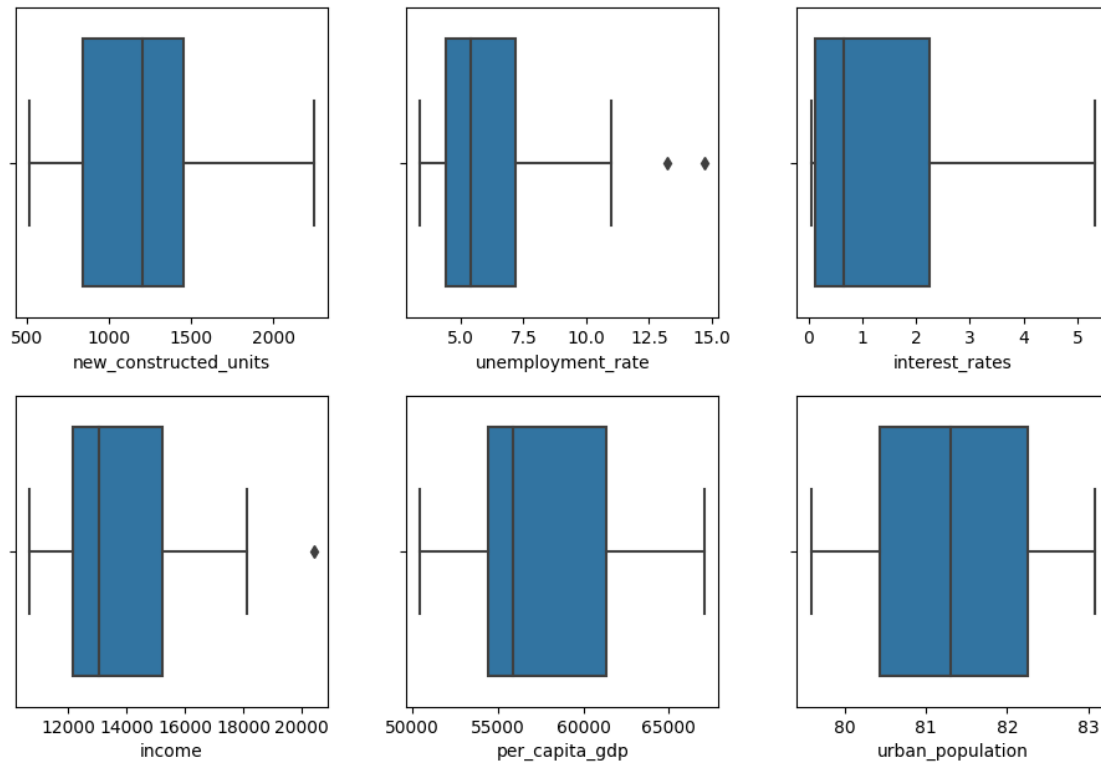 500 1000 1500 2000
new_constructed_units
5.0 7.5 10.0 12.5 15.0
unemployment_rate
0 1 2 3 4 5
interest_rates
12000 14000 16000 18000 20000
income
50000 55000 60000 65000
per_capita_gdp
80 81 82 83
urban_population